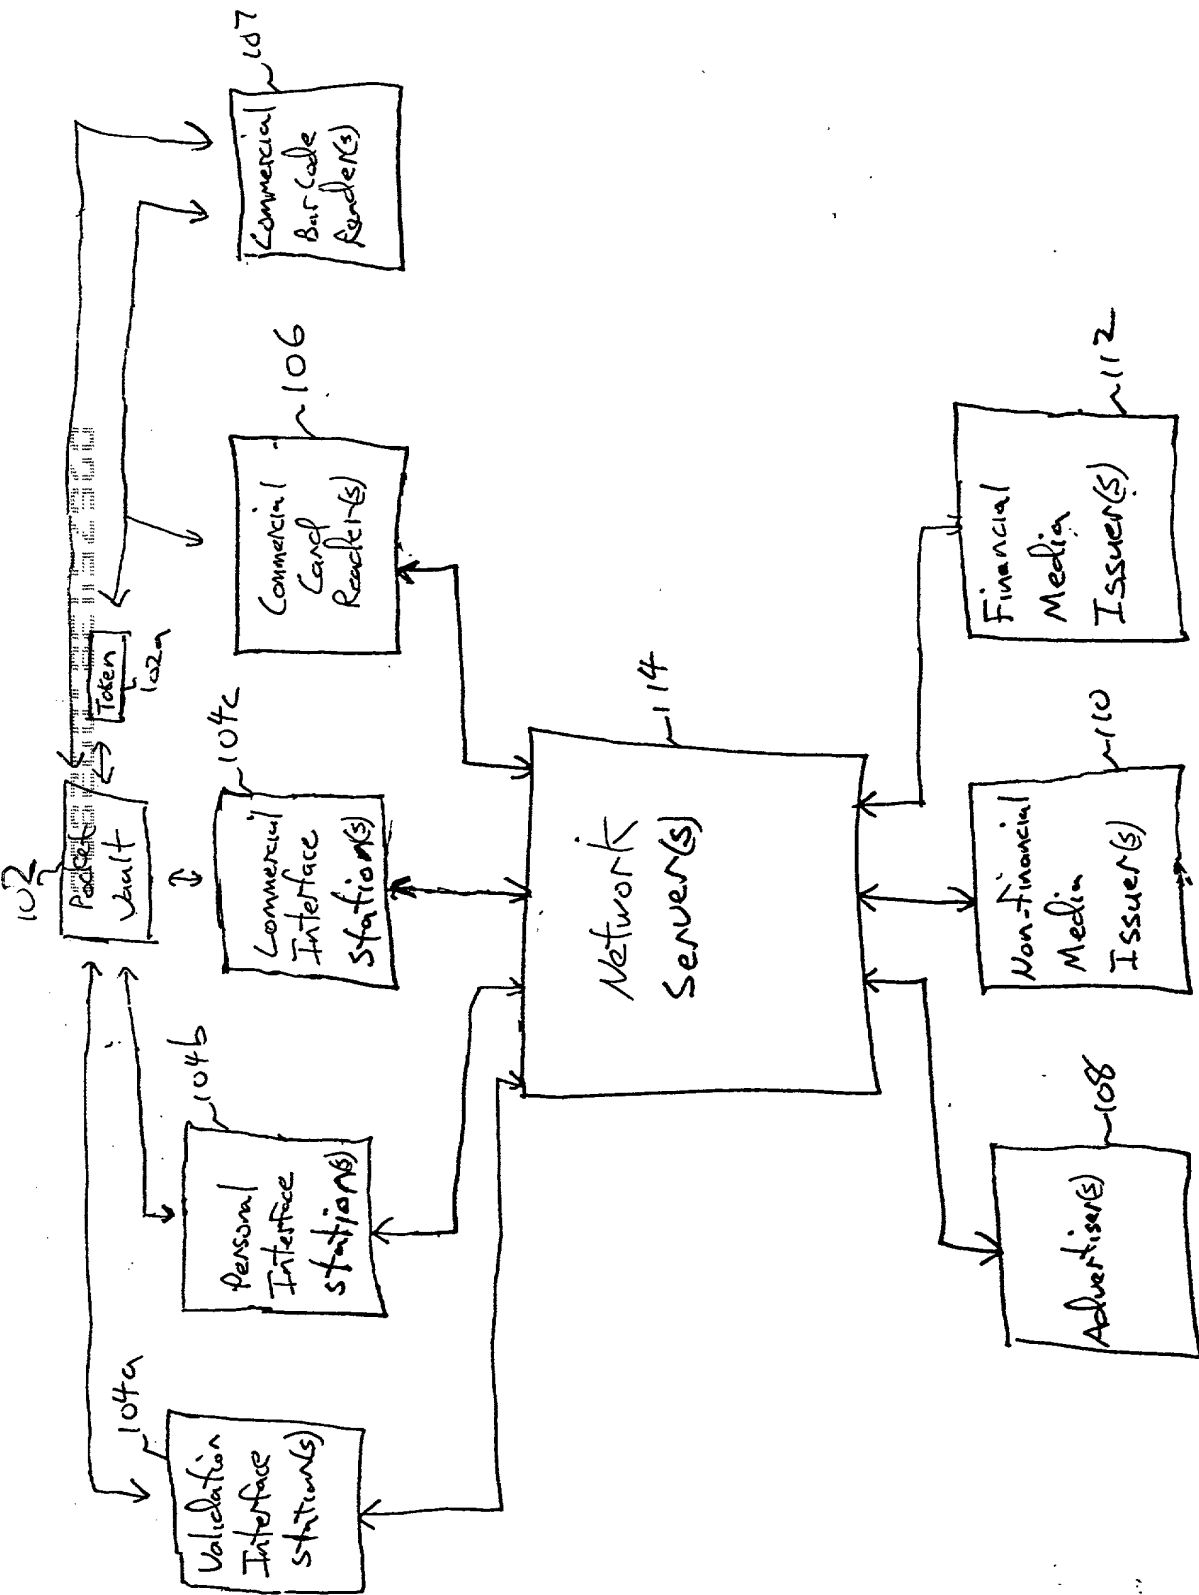 102
Pocket
Vault
Token
102a
104a
Validation
Interface
Station(s)
104b
Personal
Interface
Station(s)
104c
Commercial
Interface
Station(s)
106
Commercial
Card
Reader(s)
107
Commercial
Bar Code
Reader(s)
114
Network
Server(s)
108
Advertiser(s)
110
Non-Financial
Media
Issuer(s)
112
Financial
Media
Issuer(s)